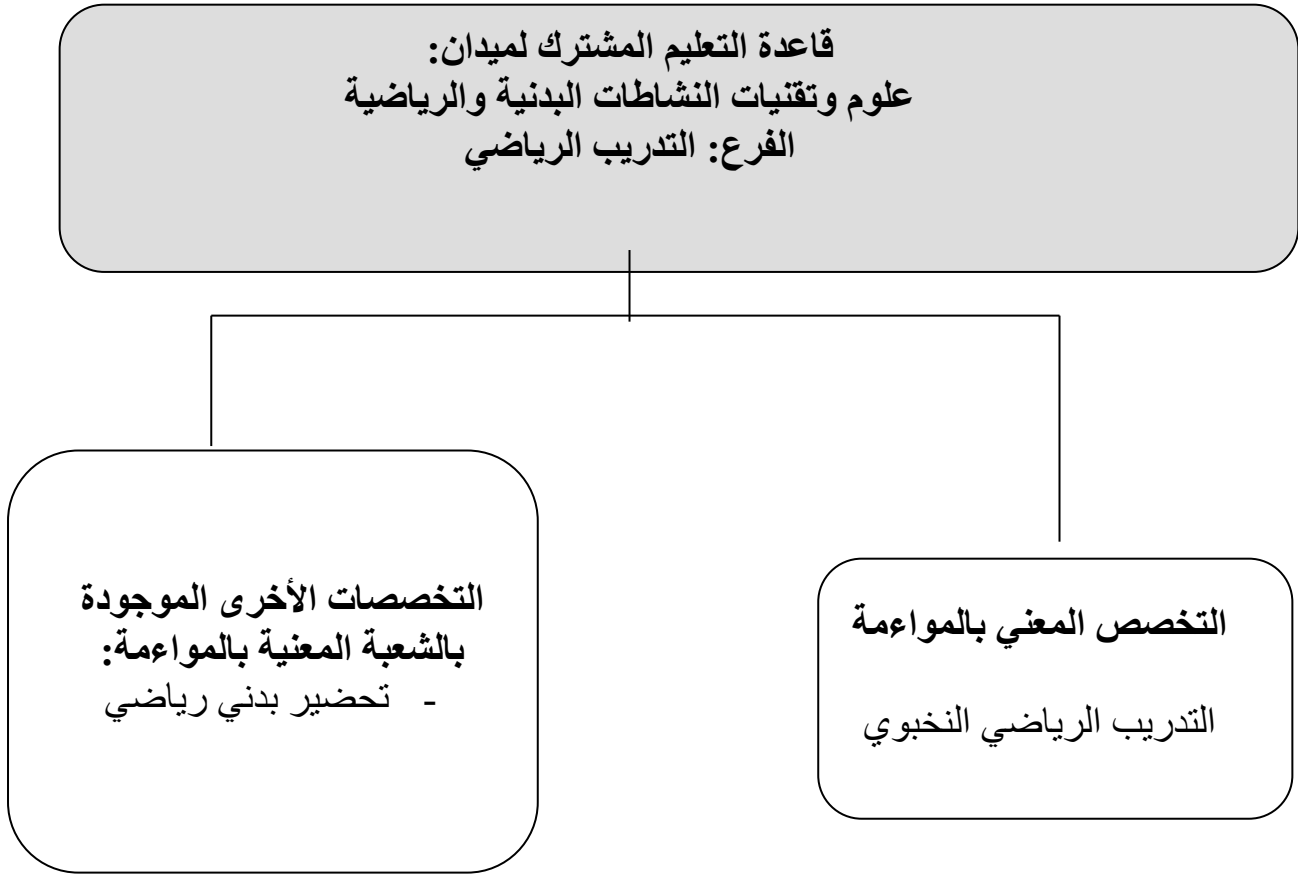 قاعدة التعليم المشترك لميدان:
علوم وتقنيات النشاطات البدنية والرياضية
الفرع: التدريب الرياضي
التخصص المعني بالمواءمة
التدريب الرياضي النخبوي
التخصصات الأخرى الموجودة
بالشعبة المعنية بالمواءمة:
- تحضير بدني رياضي